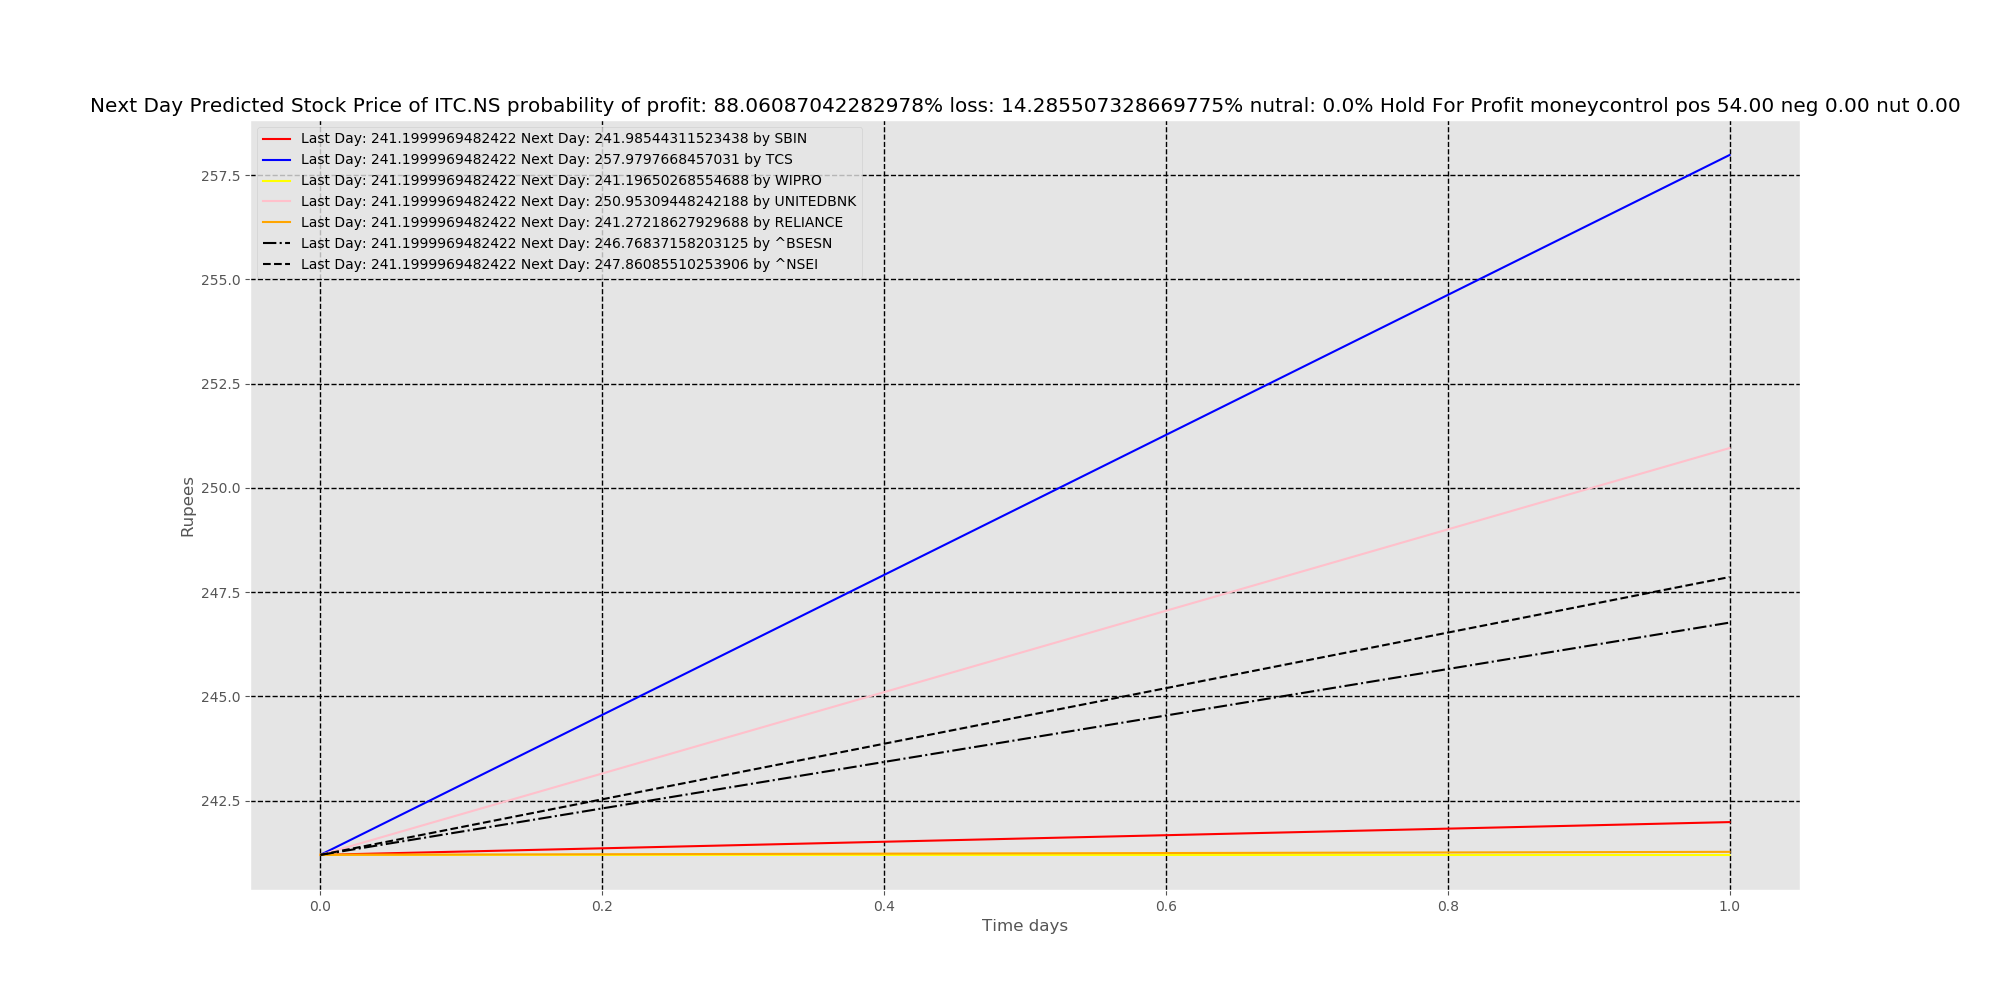 Next Day Predicted Stock Price of ITC.NS probability of profit: 88.06087042282978% loss: 14.285507328669775% nutral: 0.0% Hold For Profit moneycontrol pos 54.00 neg 0.00 nut 0.00
Last Day: 241.1999969482422 Next Day: 241.98544311523438 by SBIN
Last Day: 241.1999969482422 Next Day: 257.9797668457031 by TCS
Last Day: 241.1999969482422 Next Day: 241.19650268554688 by WIPRO
Last Day: 241.1999969482422 Next Day: 250.95309448242188 by UNITEDBNK
Last Day: 241.1999969482422 Next Day: 241.27218627929688 by RELIANCE
Last Day: 241.1999969482422 Next Day: 246.76837158203125 by ^BSESN
Last Day: 241.1999969482422 Next Day: 247.86085510253906 by ^NSEI
257.5
255.0
252.5
250.0
247.5
245.0
242.5
Rupees
0.0 0.2 0.4 0.6 0.8 1.0
Time days